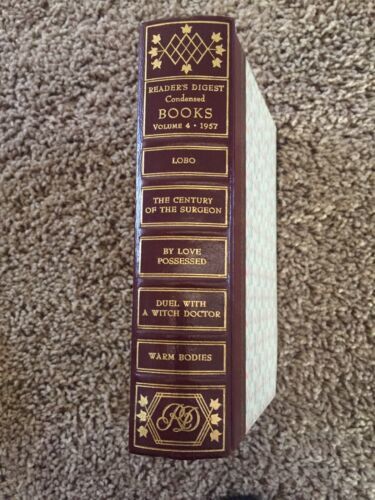 READER'S DIGEST
Condensed
BOOKS
VOLUME 4 • 1957
LOBO
THE CENTURY
OF THE SURGEON
BY LOVE
POSSESSED
DUEL WITH
A WITCH DOCTOR
WARM BODIES
RD